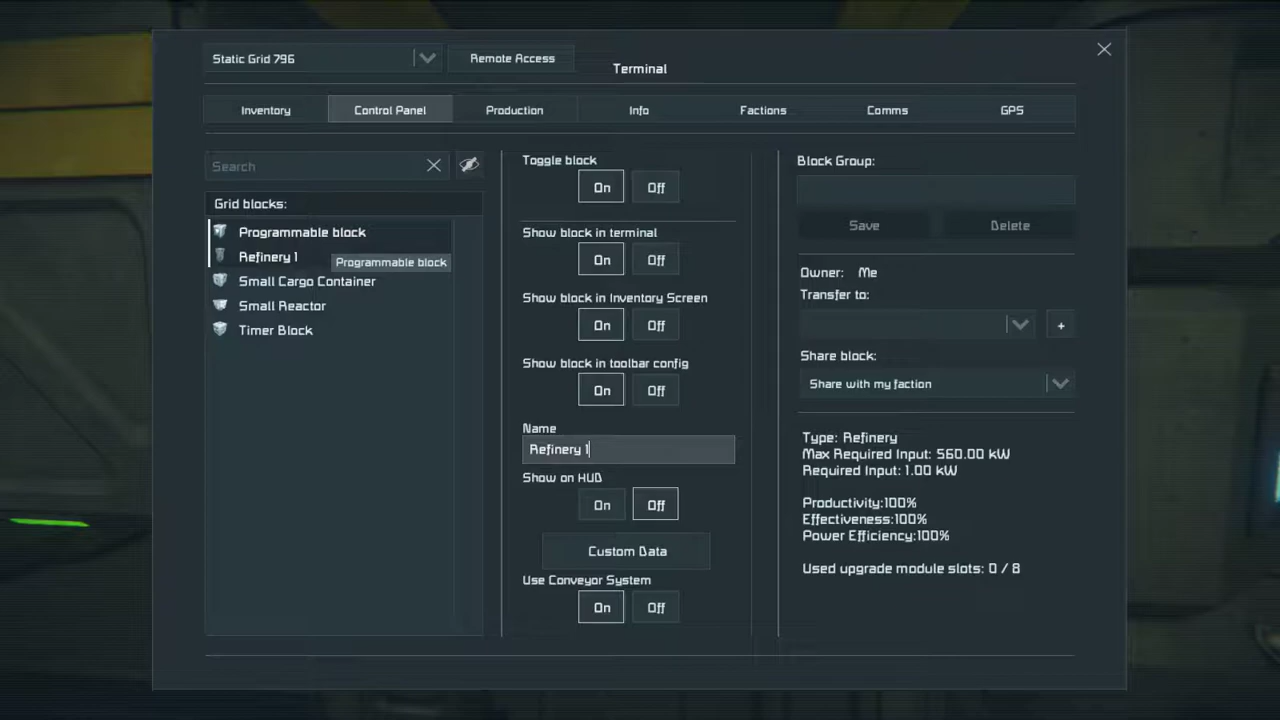 Static Grid 796
Remote Access
Terminal
Inventory
Control Panel
Production
Info
Factions
Comms
GPS
Search
Grid blocks:
Programmable block
Refinery 1
Programmable block
Small Cargo Container
Small Reactor
Timer Block
Toggle block
On Off
Show block in terminal
On Off
Show block in Inventory Screen
On Off
Show block in toolbar config
On Off
Name
Refinery 1
Show on HUD
On Off
Custom Data
Use Conveyor System
On Off
Block Group:
Save Delete
Owner: Me
Transfer to:
+
Share block:
Share with my faction
Type: Refinery
Max Required Input: 560.00 kW
Required Input: 1.00 kW
Productivity:100%
Effectiveness:100%
Power Efficiency:100%
Used upgrade module slots: 0 / 8